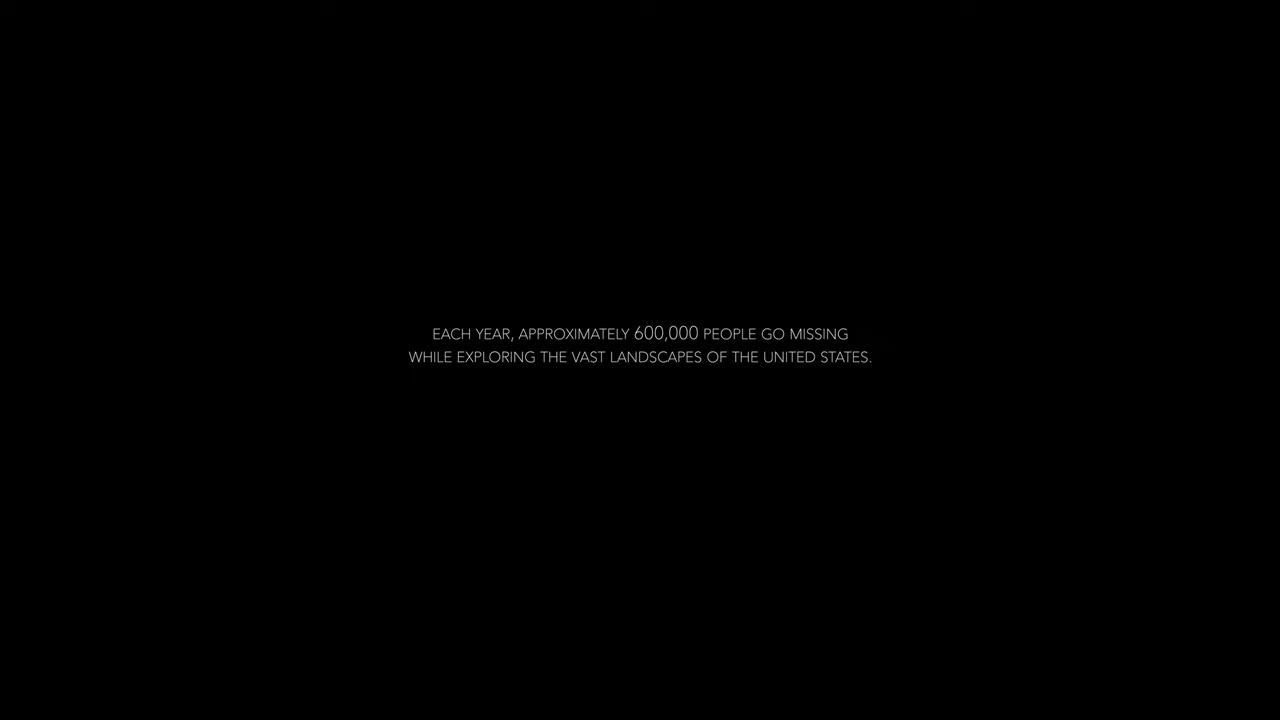 EACH YEAR, APPROXIMATELY 600,000 PEOPLE GO MISSING
WHILE EXPLORING THE VAST LANDSCAPES OF THE UNITED STATES.